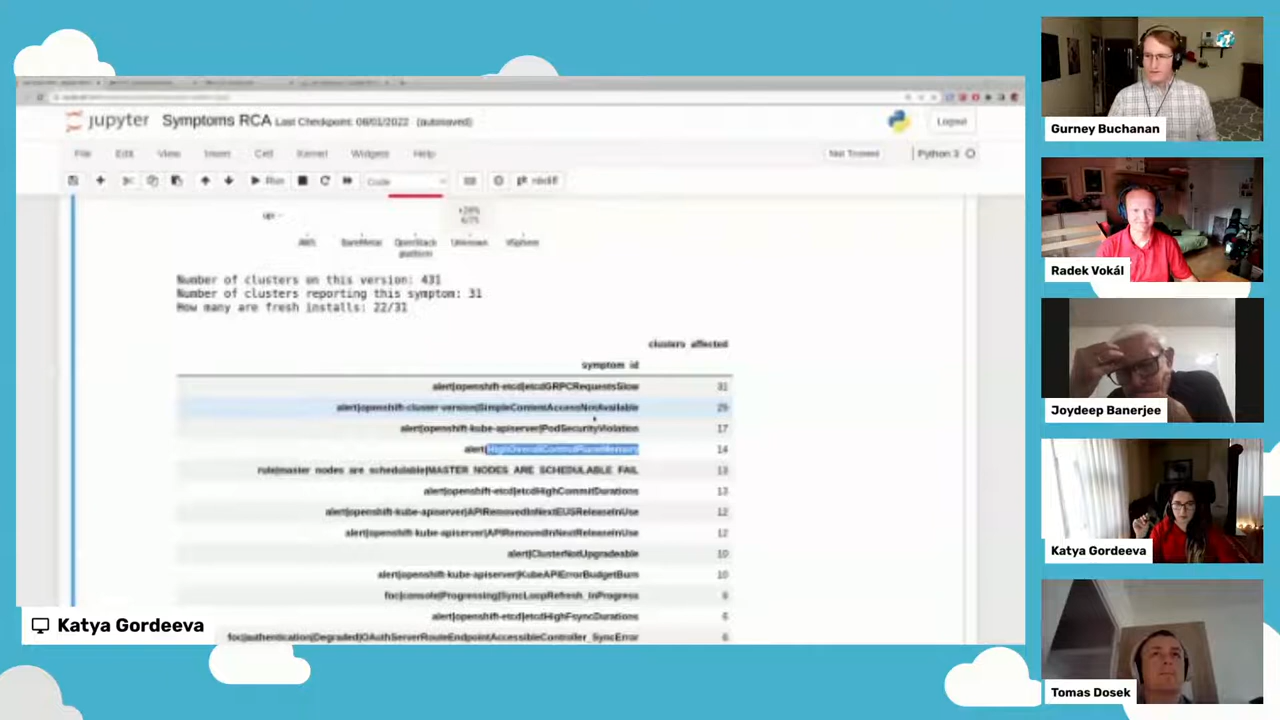 jupyter Symptoms RCA Last Checkpoint: 08/01/2022 (autosaved) Logout
File Edit View Insert Cell Kernel Widgets Help Not Trusted Python 3
Run Code nbdiff
AWS BareMetal OpenStack Unknown VSphere
platform
Number of clusters on this version: 431
Number of clusters reporting this symptom: 31
How many are fresh installs: 22/31
clusters affected
symptom id
alert|openshift-etcd|etcdGRPCRequestsSlow 31
alert|openshift-cluster-version|SimpleContentAccessNotAvailable
alert|openshift-kube-apiserver|PodSecurityViolation 17
alert|HighOverallControlPlaneMemory 14
rule|master nodes are schedulable|MASTER NODES ARE SCHEDULABLE FAIL 13
alert|openshift-etcd|etcdHighCommitDurations 13
alert|openshift-kube-apiserver|APIRemovedInNextEUSReleaseInUse 12
alert|openshift-kube-apiserver|APIRemovedInNextReleaseInUse 12
alert|ClusterNotUpgradeable 10
alert|openshift-kube-apiserver|KubeAPIErrorBudgetBurn 10
foc|console|Progressing|SyncLoopRefresh_InProgress
alert|openshift-etcd|etcdHighFsyncDurations 6
foc|authentication|Degraded|OAuthServerRouteEndpointAccessibleController_SyncError 6
Katya Gordeeva
Gurney Buchanan
Radek Vokál
Joydeep Banerjee
Katya Gordeeva
Tomas Dosek